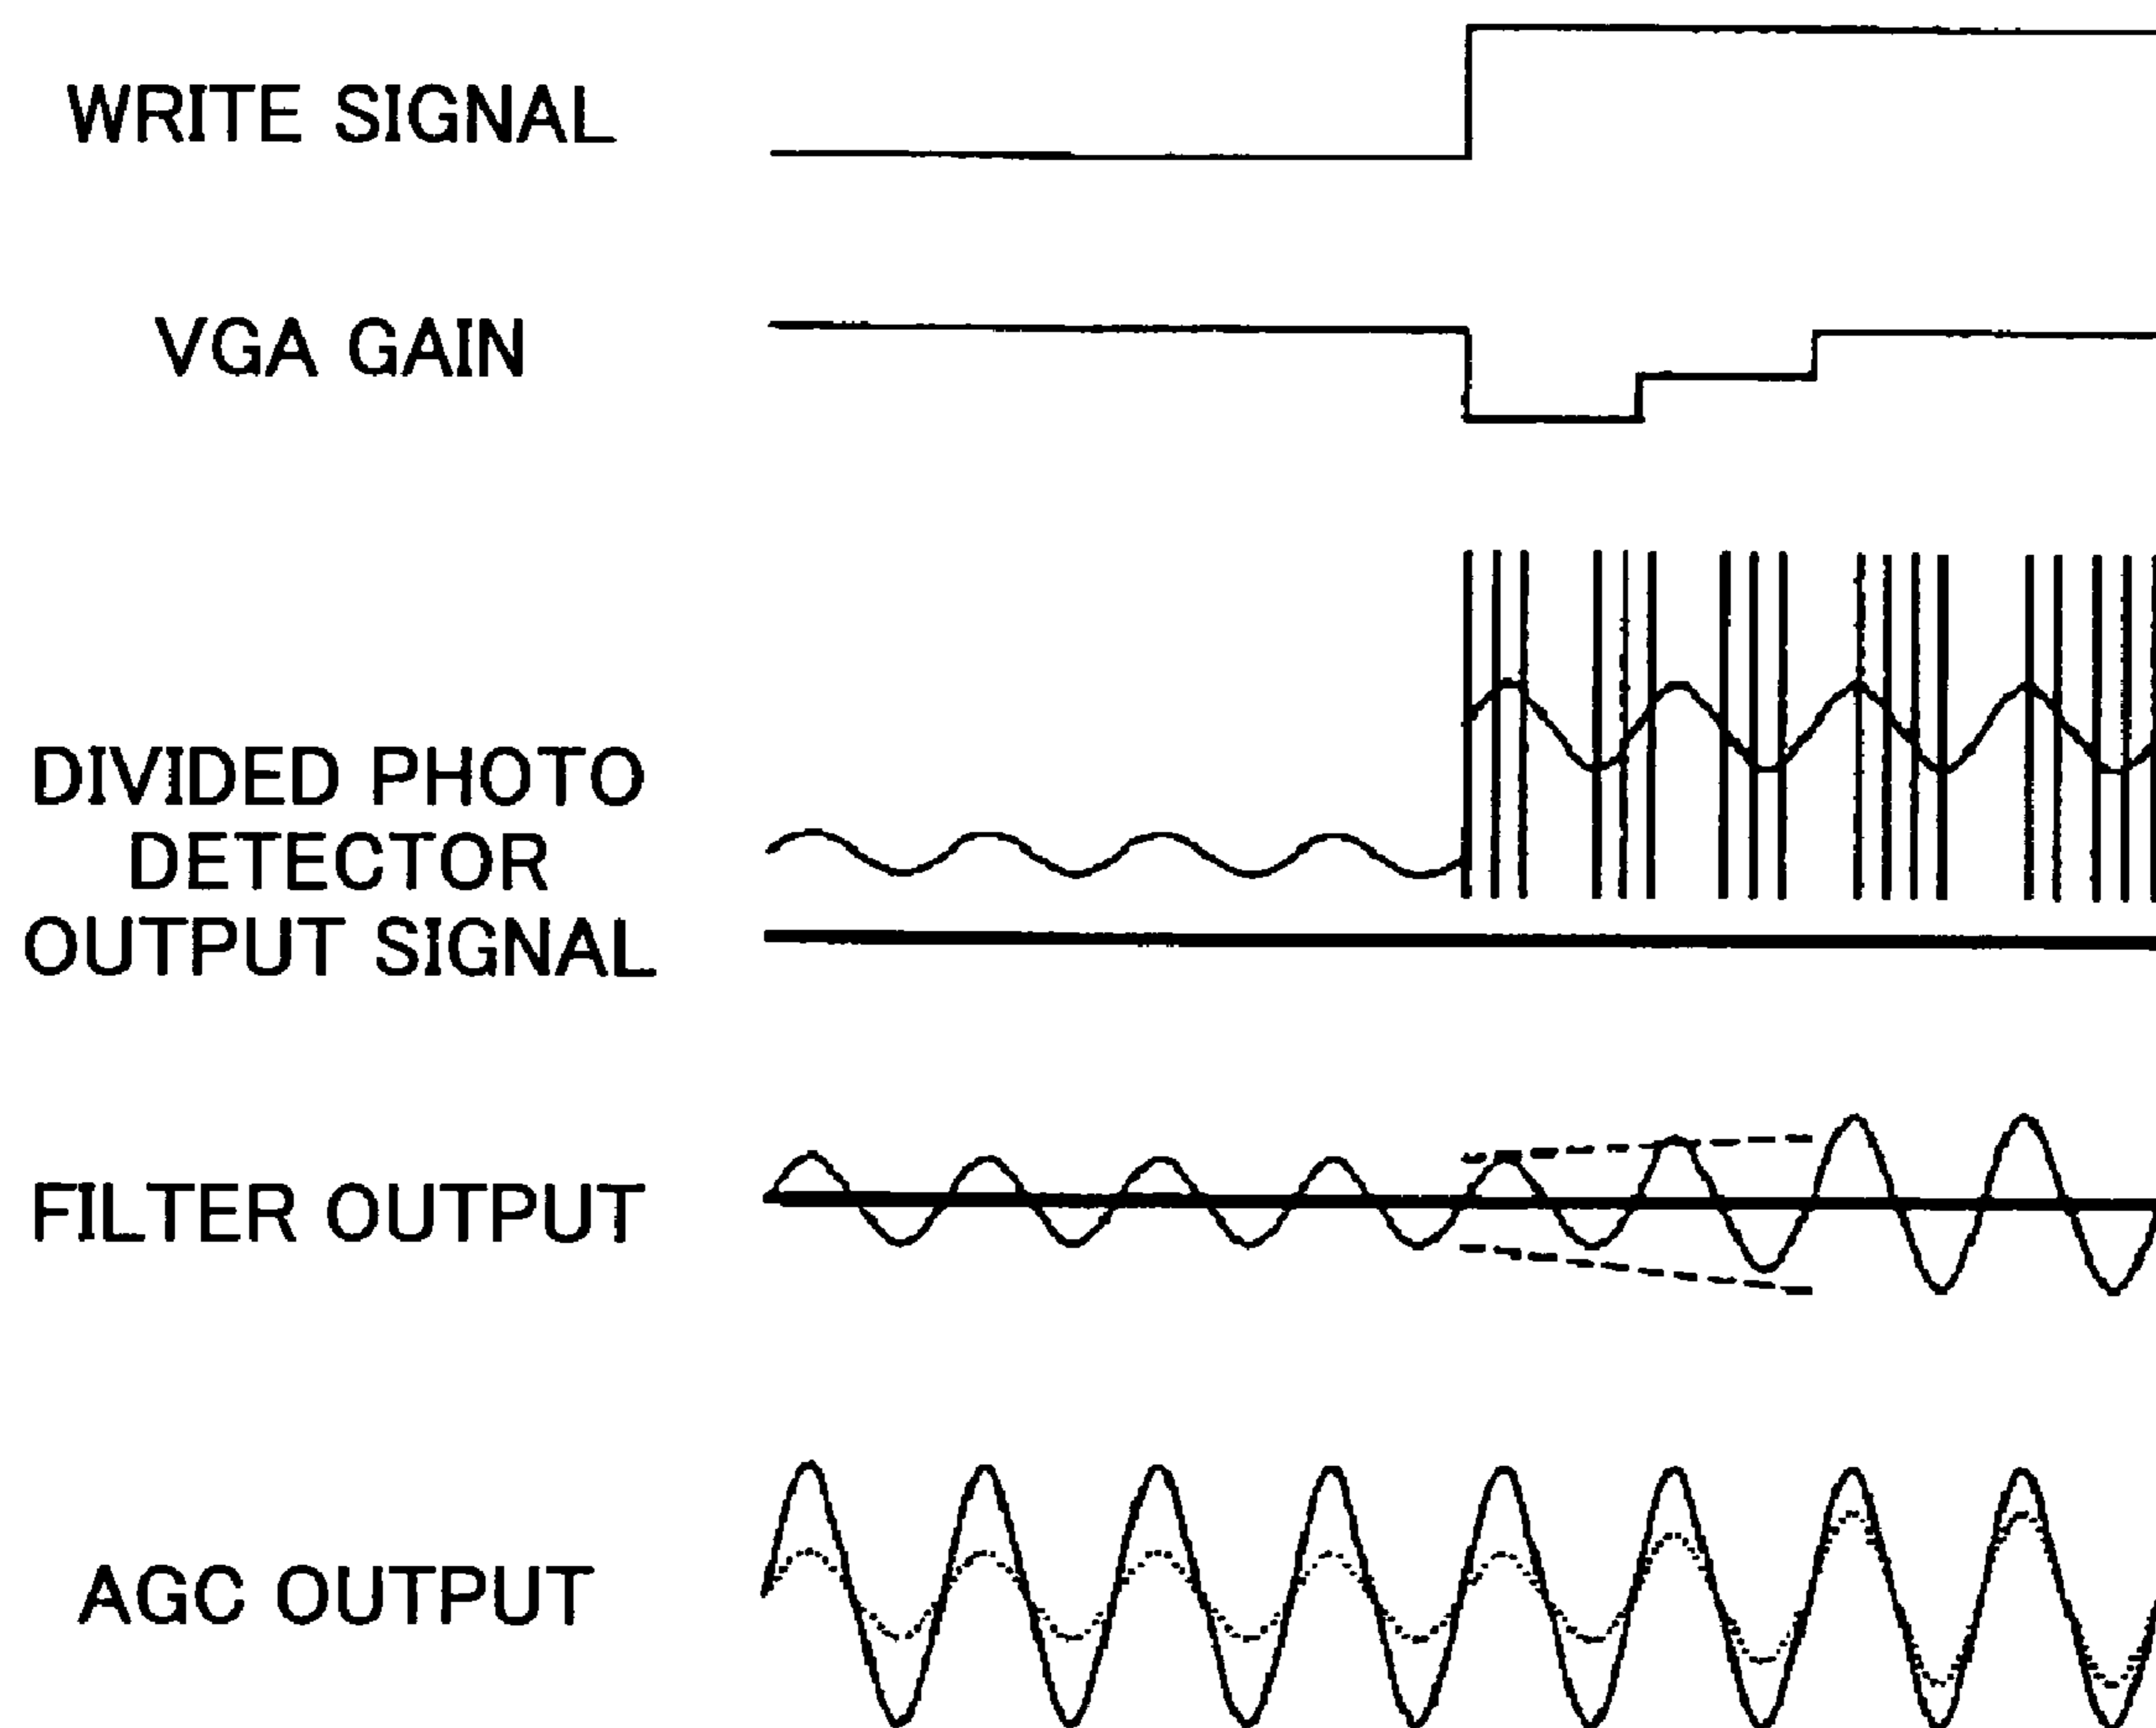 WRITE SIGNAL
VGA GAIN
DIVIDED PHOTO
DETECTOR
OUTPUT SIGNAL
FILTER OUTPUT
AGC OUTPUT